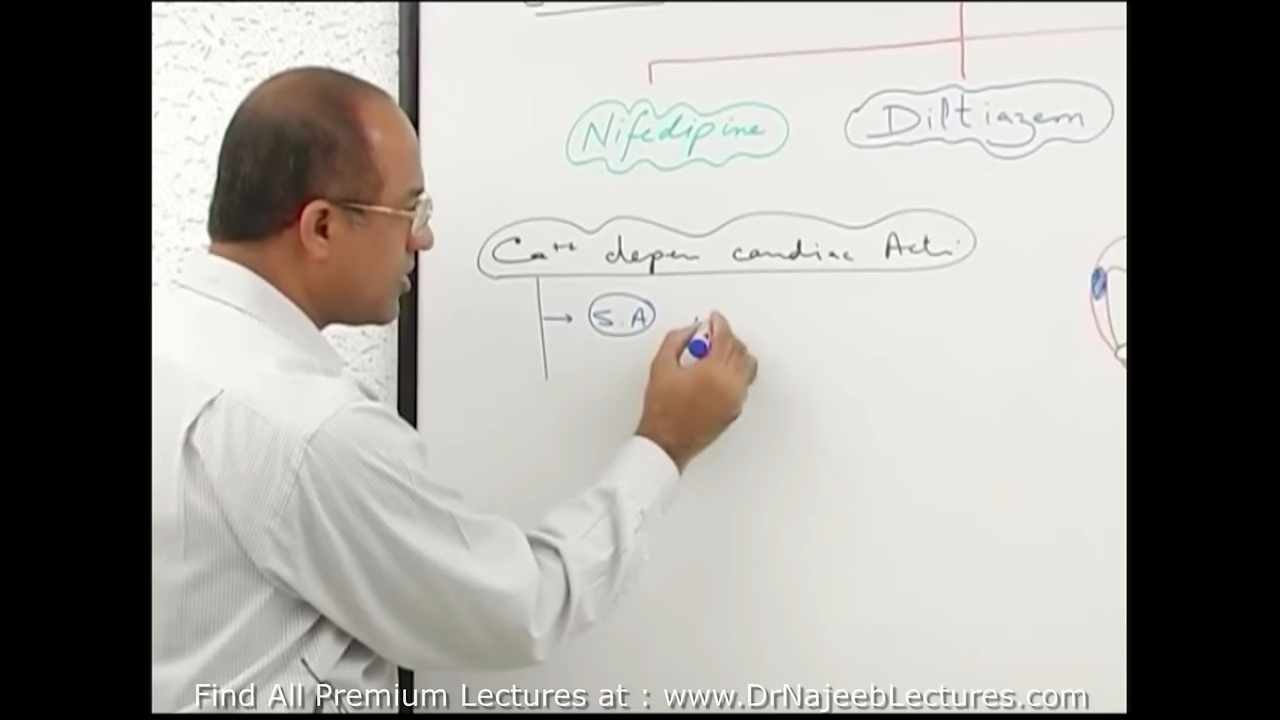 Nifedipine
Diltiazem
Ca++ depen cardiac Acti
→ S.A
Find All Premium Lectures at : www.DrNajeebLectures.com